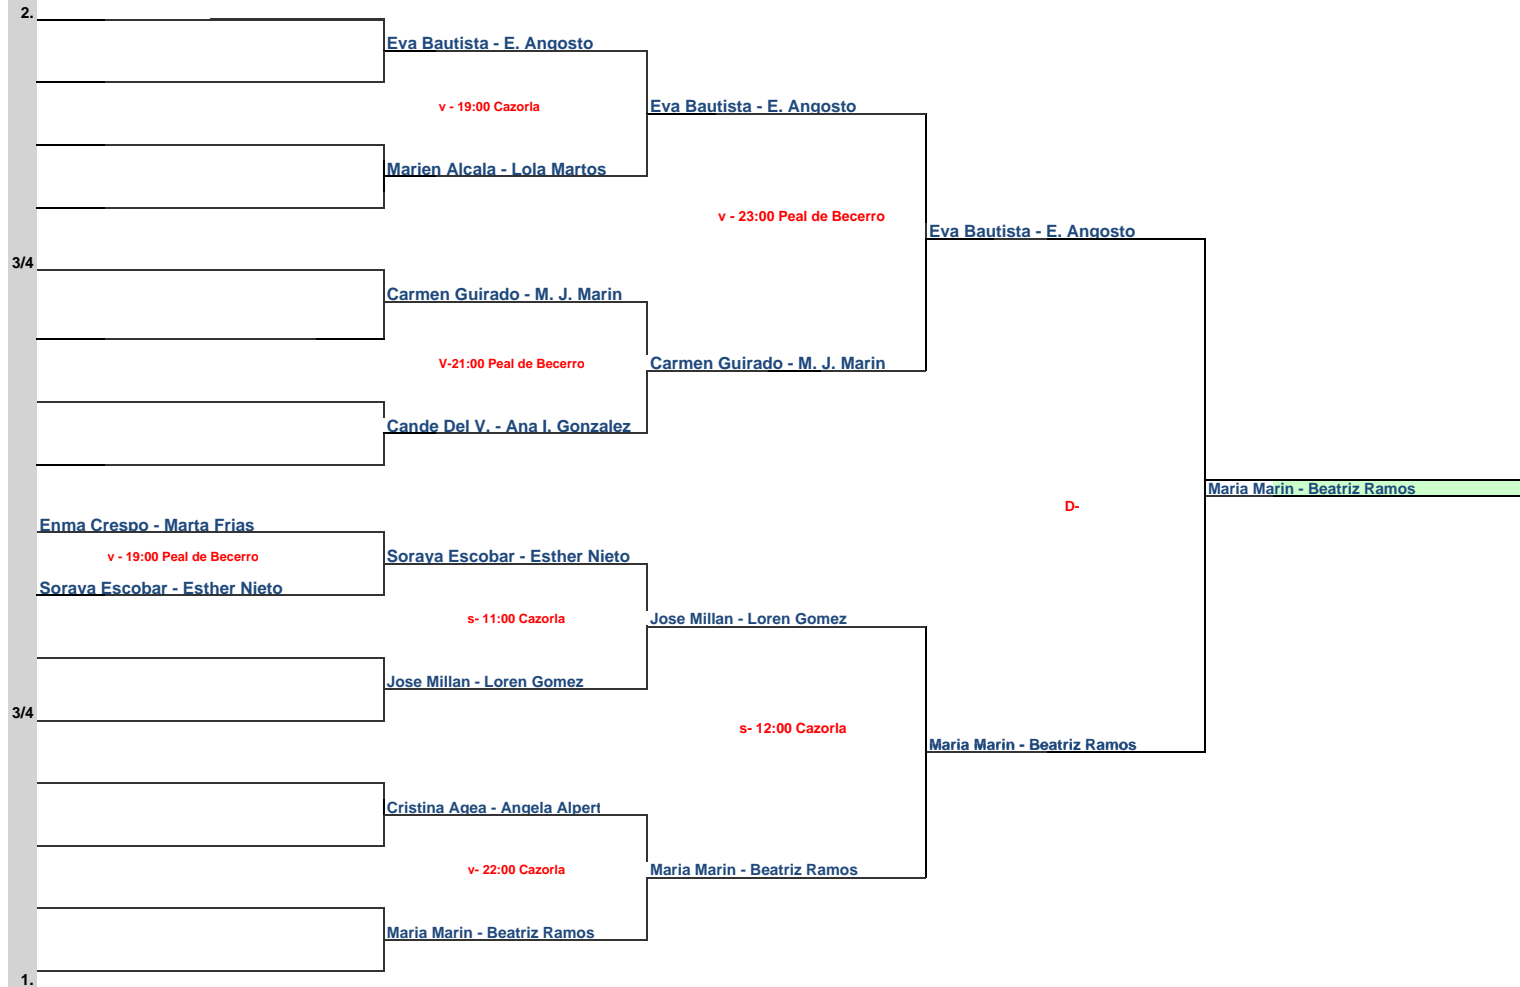 2.
Eva Bautista - E. Angosto
v - 19:00 Cazorla
Eva Bautista - E. Angosto
Marien Alcala - Lola Martos
v - 23:00 Peal de Becerro
Eva Bautista - E. Angosto
3/4
Carmen Guirado - M. J. Marin
V-21:00 Peal de Becerro
Carmen Guirado - M. J. Marin
Cande Del V. - Ana I. Gonzalez
Maria Marin - Beatriz Ramos
D-
Enma Crespo - Marta Frias
v - 19:00 Peal de Becerro
Soraya Escobar - Esther Nieto
Soraya Escobar - Esther Nieto
s- 11:00 Cazorla
Jose Millan - Loren Gomez
Jose Millan - Loren Gomez
3/4
s- 12:00 Cazorla
Maria Marin - Beatriz Ramos
Cristina Agea - Angela Alpert
v- 22:00 Cazorla
Maria Marin - Beatriz Ramos
Maria Marin - Beatriz Ramos
1.